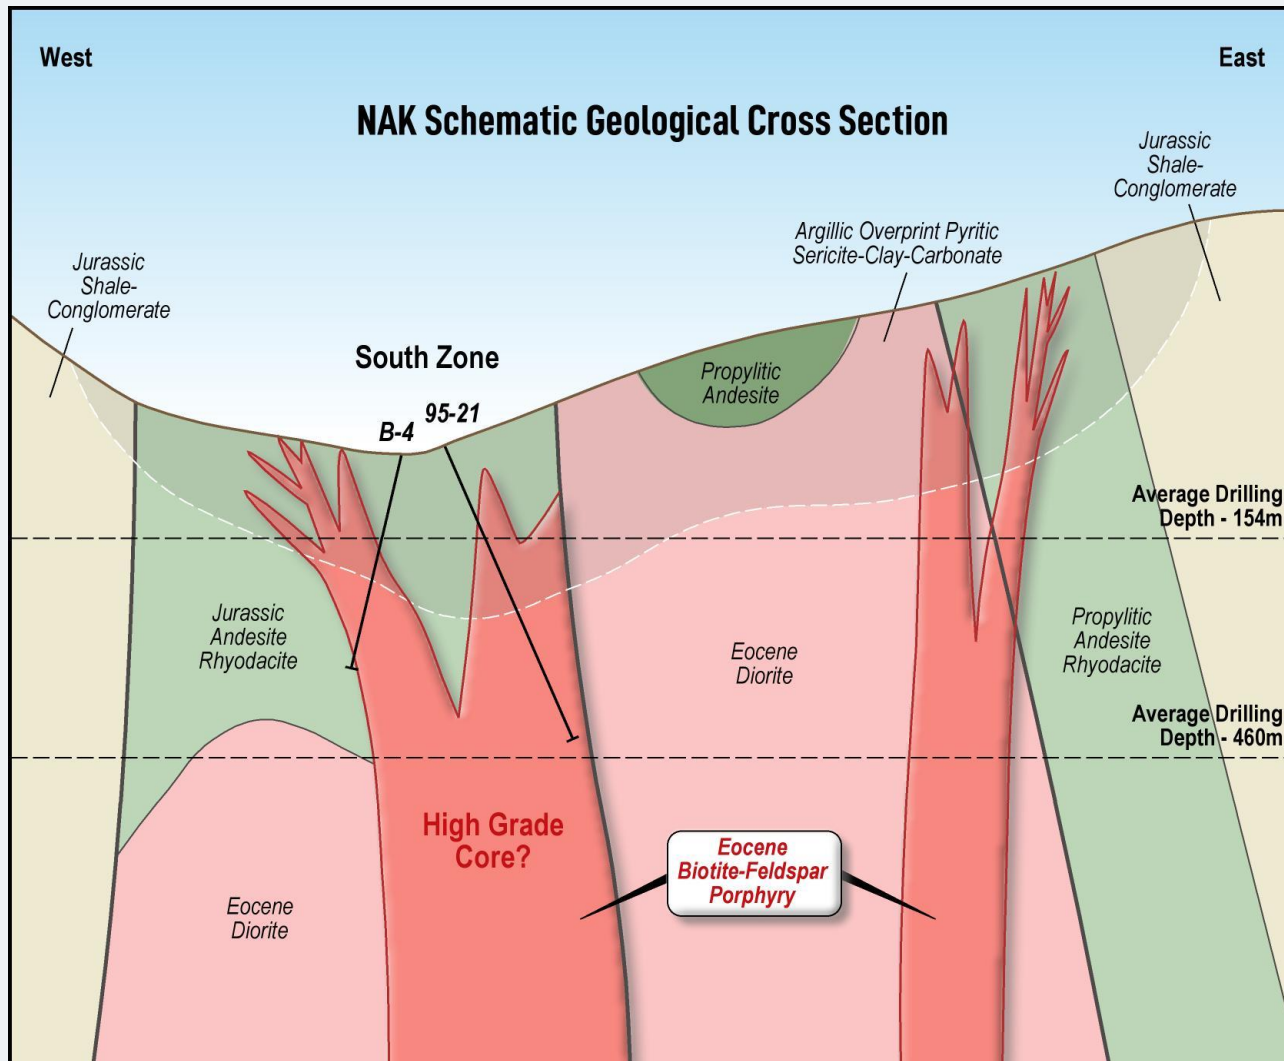 West
East
NAK Schematic Geological Cross Section
Jurassic
Shale-
Conglomerate
Argillic Overprint Pyritic
Sericite-Clay-Carbonate
Jurassic
Shale-
Conglomerate
South Zone
95-21
B-4
Propylitic
Andesite
Average Drilling
Depth - 154m
Jurassic
Andesite
Rhyodacite
Eocene
Diorite
Propylitic
Andesite
Rhyodacite
Average Drilling
Depth - 460m
High Grade
Core?
Eocene
Biotite-Feldspar
Porphyry
Eocene
Diorite